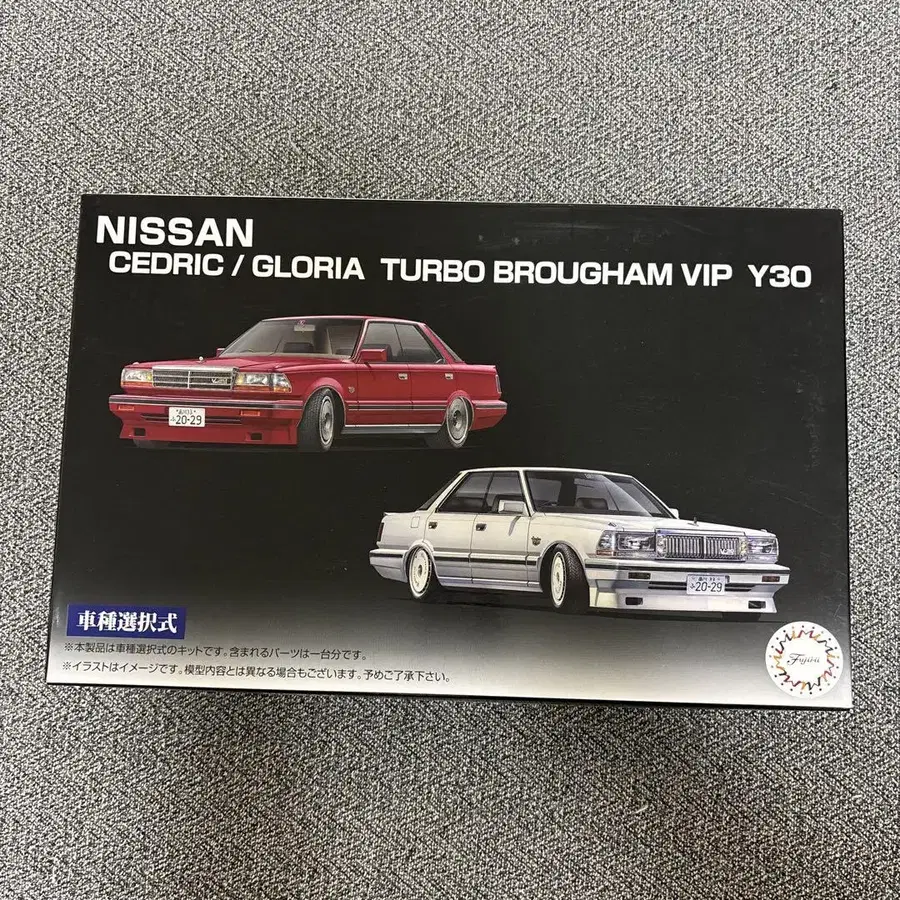 NISSAN
CEDRIC / GLORIA TURBO BROUGHAM VIP Y30
20-29
20-29
車種選択式
※本製品は車種選択式のキットです。含まれるパーツは一台分です。
※イラストはイメージです。模型内容とは異なる場合もございます。予めご了承下さい。
Fujimi